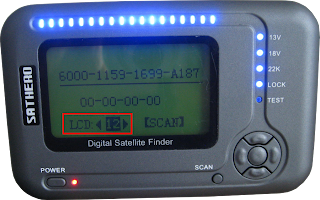 13V
18V
22K
LOCK
TEST
SATHERO
6000-1159-1699-A187
00-00-00-00
LCD: 12 [SCAN]
Digital Satellite Finder
POWER
SCAN